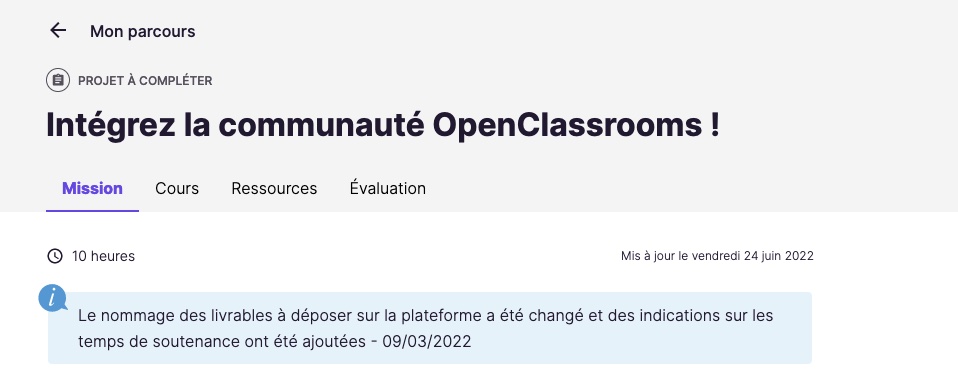 Mon parcours
PROJET À COMPLÉTER
Intégrez la communauté OpenClassrooms !
Mission Cours Ressources Évaluation
10 heures Mis à jour le vendredi 24 juin 2022
Le nommage des livrables à déposer sur la plateforme a été changé et des indications sur les
temps de soutenance ont été ajoutées - 09/03/2022